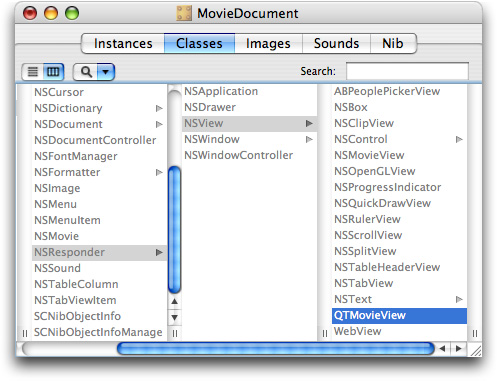 MovieDocument
Instances
Classes
Images
Sounds
Nib
Search:
NSCursor
NSDictionary
NSDocument
NSDocumentController
NSFontManager
NSFormatter
NSImage
NSMenu
NSMenuItem
NSMovie
NSResponder
NSSound
NSTableColumn
NSTabViewItem
SCNibObjectInfo
SCNibObjectInfoManage
NSApplication
NSDrawer
NSView
NSWindow
NSWindowController
ABPeoplePickerView
NSBox
NSClipView
NSControl
NSMovieView
NSOpenGLView
NSProgressIndicator
NSQuickDrawView
NSRulerView
NSScrollView
NSSplitView
NSTableHeaderView
NSTabView
NSText
QTMovieView
WebView